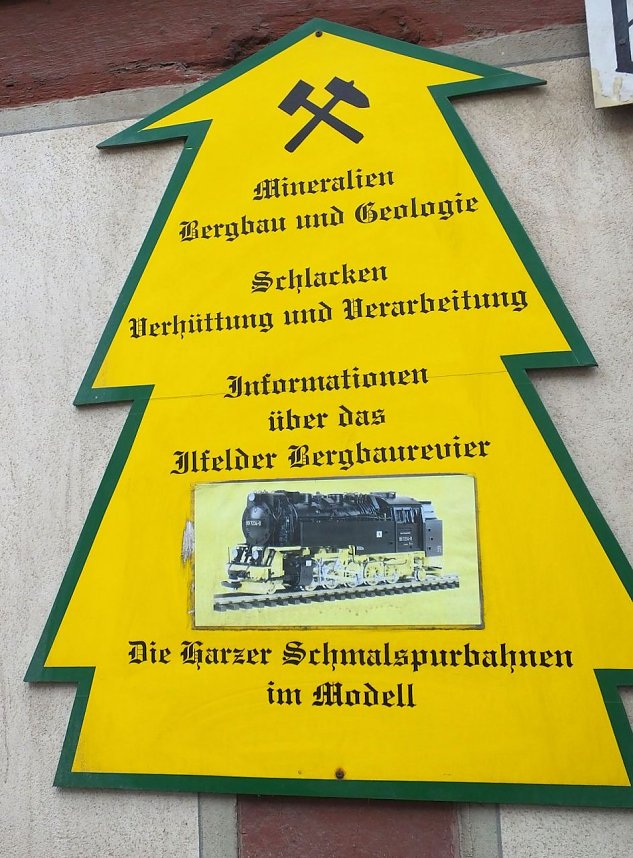 Mineralien
Bergbau und Geologie
Schlacken
Verhüttung und Verarbeitung
Informationen
über das
Ilfelder Bergbaurevier
Die Harzer Schmalspurbahnen
im Modell